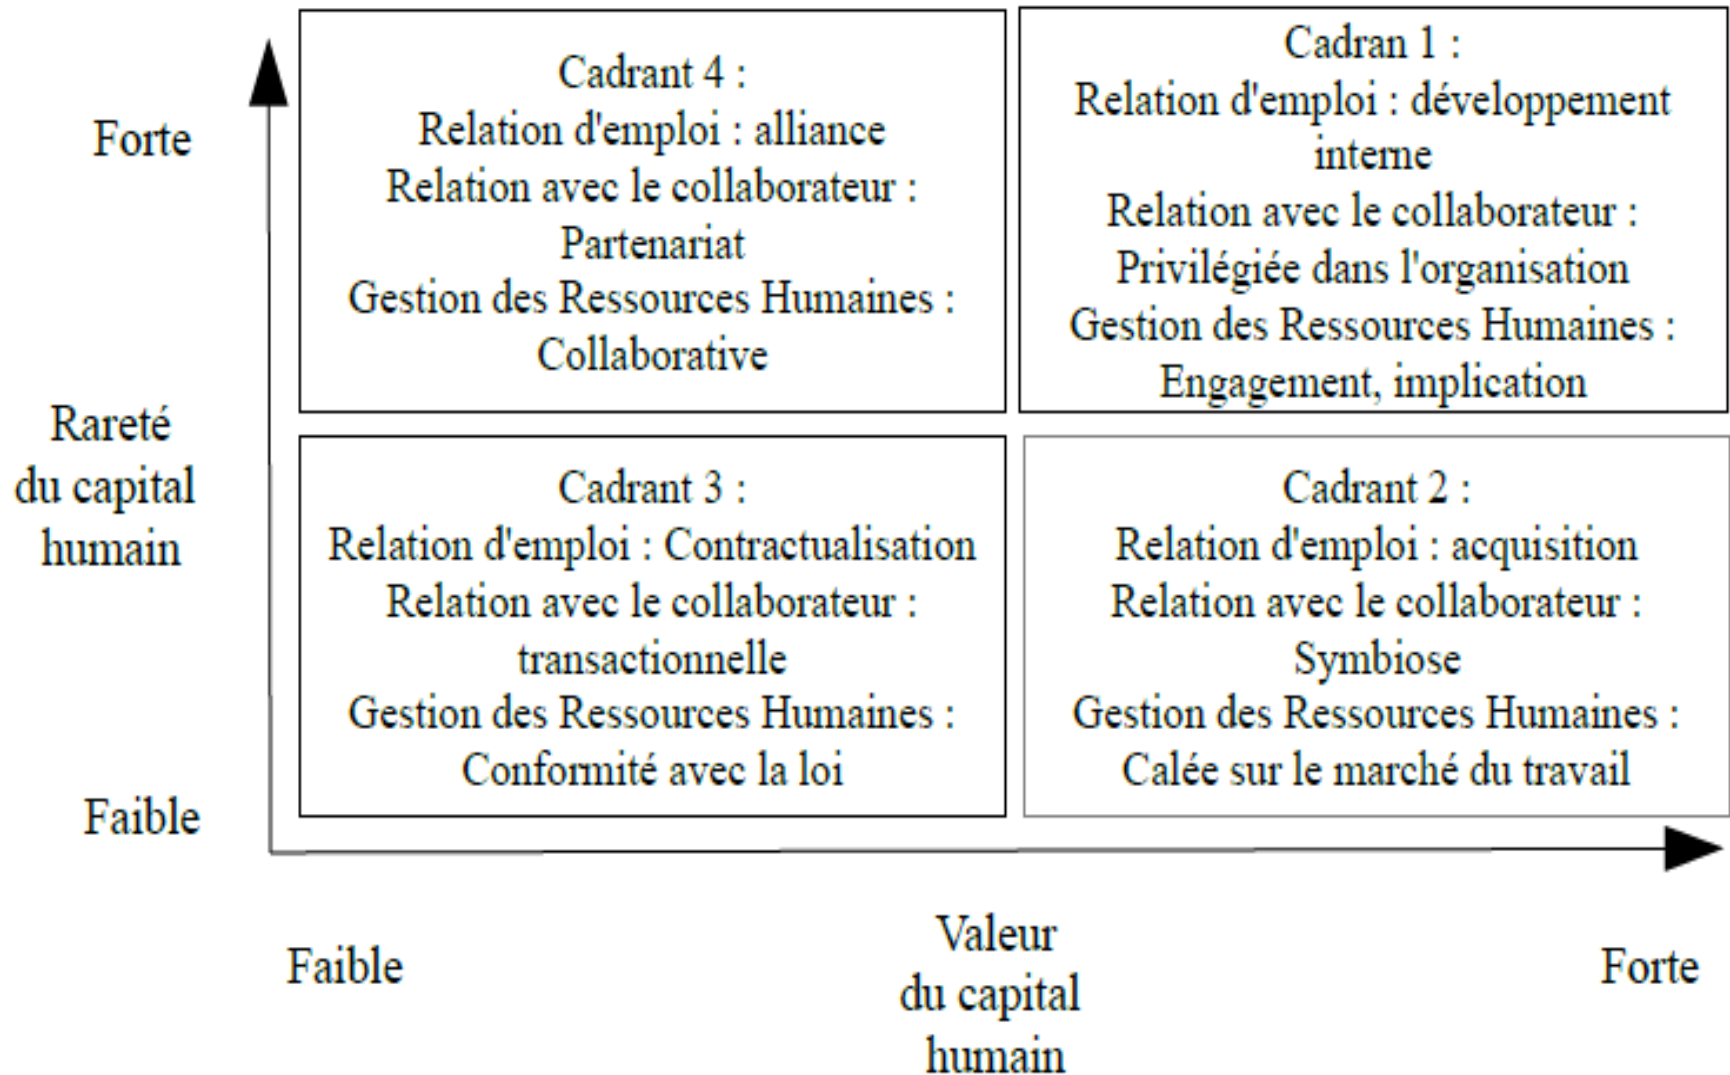 Forte
Rareté
du capital
humain
Faible
Cadrant 4 :
Relation d'emploi : alliance
Relation avec le collaborateur :
Partenariat
Gestion des Ressources Humaines :
Collaborative
Cadran 1 :
Relation d'emploi : développement
interne
Relation avec le collaborateur :
Privilégiée dans l'organisation
Gestion des Ressources Humaines :
Engagement, implication
Cadrant 3 :
Relation d'emploi : Contractualisation
Relation avec le collaborateur :
transactionnelle
Gestion des Ressources Humaines :
Conformité avec la loi
Cadrant 2 :
Relation d'emploi : acquisition
Relation avec le collaborateur :
Symbiose
Gestion des Ressources Humaines :
Calée sur le marché du travail
Faible
Valeur
du capital
humain
Forte